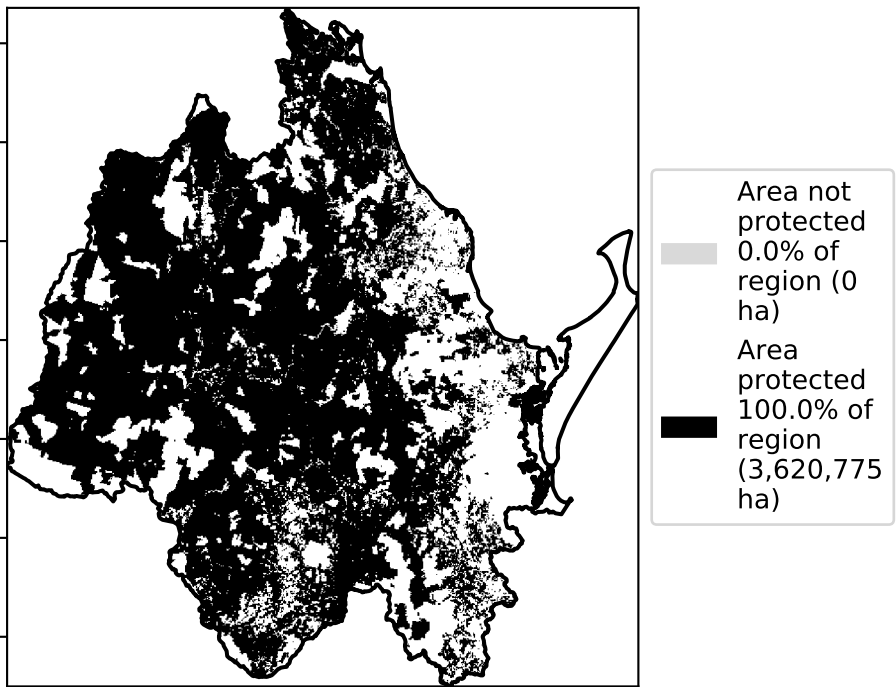 Area not
protected
0.0% of
region (0
ha)
Area
protected
100.0% of
region
(3,620,775
ha)